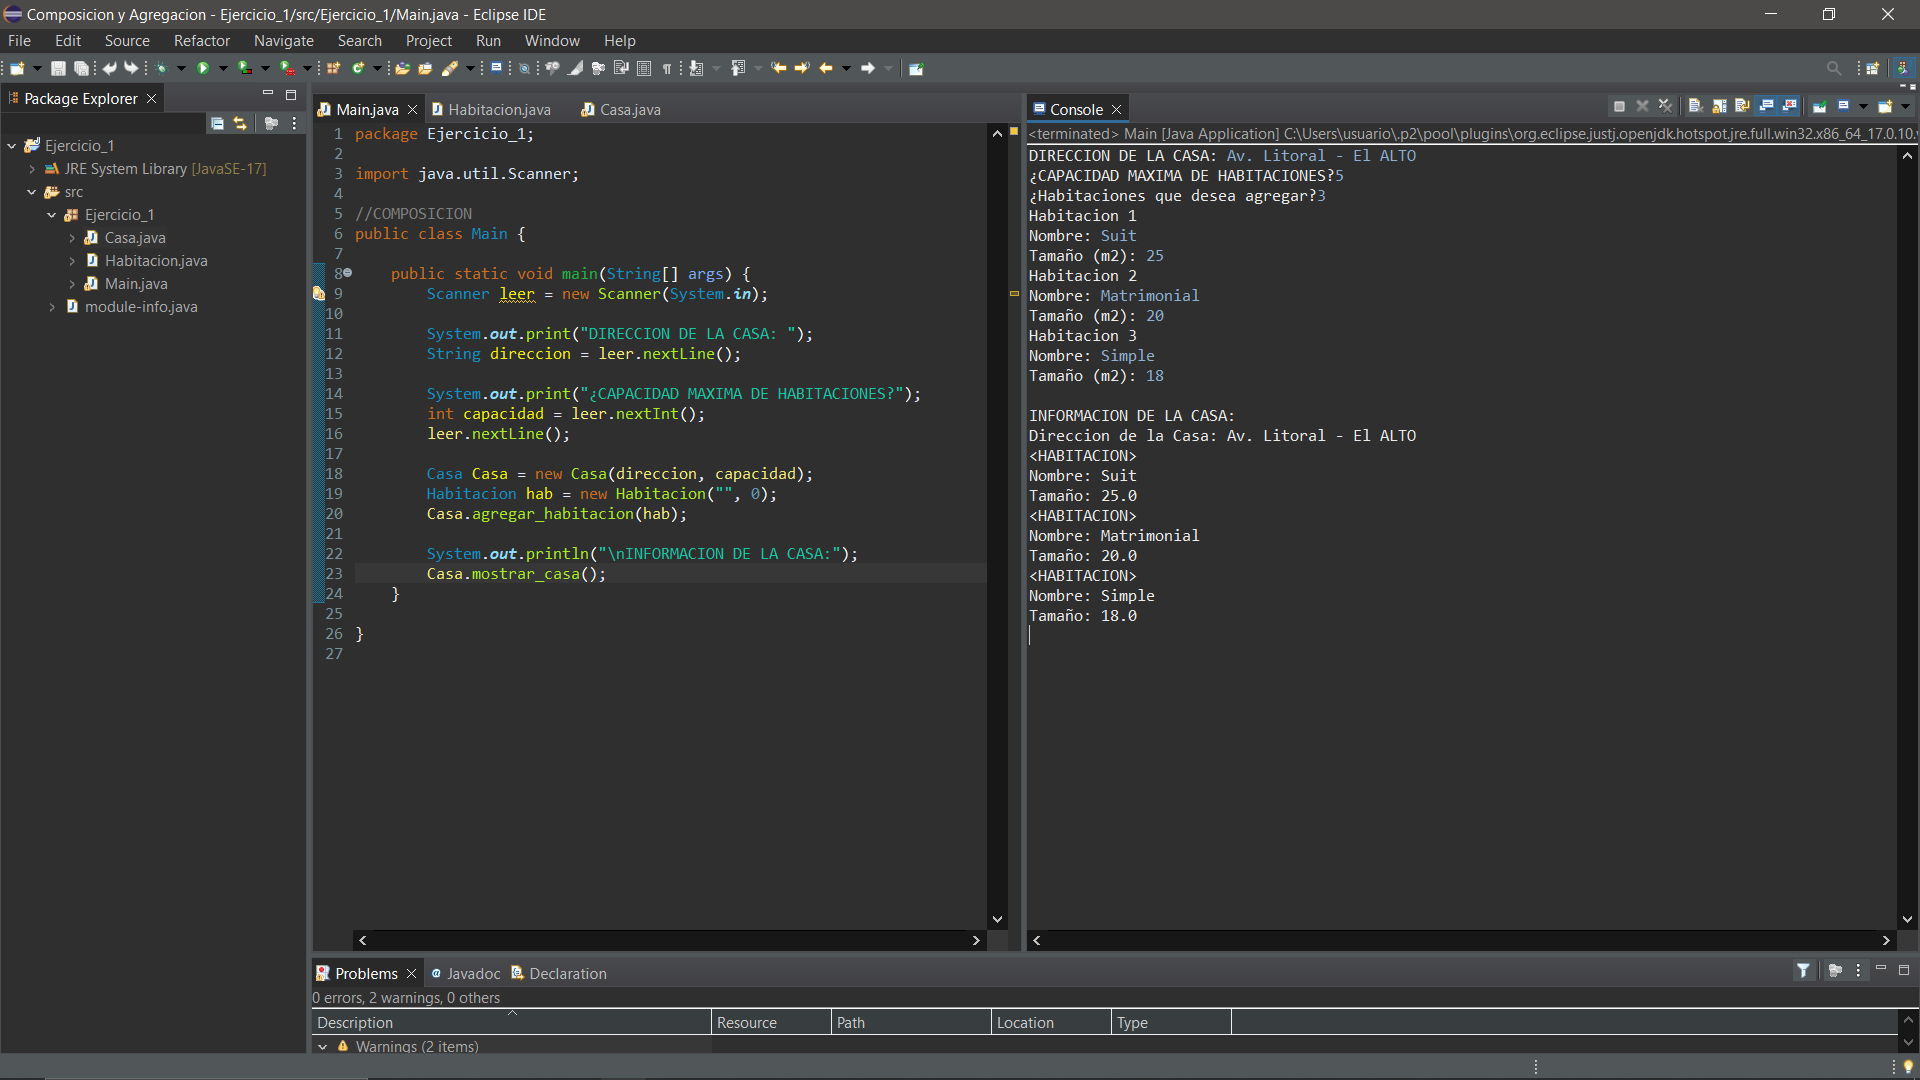 Composicion y Agregacion - Ejercicio_1/src/Ejercicio_1/Main.java - Eclipse IDE
File Edit Source Refactor Navigate Search Project Run Window Help
Package Explorer
Ejercicio_1
JRE System Library [JavaSE-17]
src
Ejercicio_1
Casa.java
Habitacion.java
Main.java
module-info.java
Main.java Habitacion.java Casa.java
1 package Ejercicio_1;
2
3 import java.util.Scanner;
4
5 //COMPOSICION
6 public class Main {
7
8 public static void main(String[] args) {
9 Scanner leer = new Scanner(System.in);
10
11 System.out.print("DIRECCION DE LA CASA: ");
12 String direccion = leer.nextLine();
13
14 System.out.print("¿CAPACIDAD MAXIMA DE HABITACIONES?");
15 int capacidad = leer.nextInt();
16 leer.nextLine();
17
18 Casa Casa = new Casa(direccion, capacidad);
19 Habitacion hab = new Habitacion("", 0);
20 Casa.agregar_habitacion(hab);
21
22 System.out.println("\nINFORMACION DE LA CASA:");
23 Casa.mostrar_casa();
24 }
25
26 }
27
Console
<terminated> Main [Java Application] C:\Users\usuario\.p2\pool\plugins\org.eclipse.justj.openjdk.hotspot.jre.full.win32.x86_64_17.0.10.v
DIRECCION DE LA CASA: Av. Litoral - El ALTO
¿CAPACIDAD MAXIMA DE HABITACIONES?5
¿Habitaciones que desea agregar?3
Habitacion 1
Nombre: Suit
Tamaño (m2): 25
Habitacion 2
Nombre: Matrimonial
Tamaño (m2): 20
Habitacion 3
Nombre: Simple
Tamaño (m2): 18

INFORMACION DE LA CASA:
Direccion de la Casa: Av. Litoral - El ALTO
<HABITACION>
Nombre: Suit
Tamaño: 25.0
<HABITACION>
Nombre: Matrimonial
Tamaño: 20.0
<HABITACION>
Nombre: Simple
Tamaño: 18.0
Problems Javadoc Declaration
0 errors, 2 warnings, 0 others
Description Resource Path Location Type
Warnings (2 items)